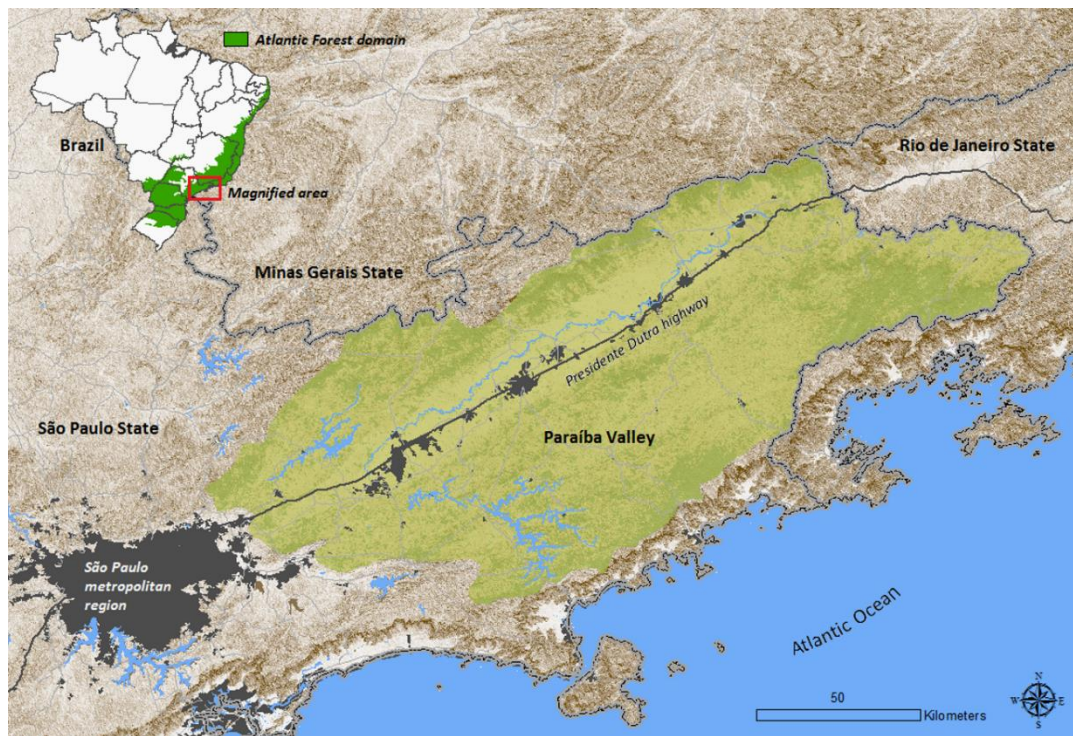 Atlantic Forest domain
Brazil
Magnified area
Rio de Janeiro State
Minas Gerais State
Presidente Dutra highway
São Paulo State
Paraíba Valley
São Paulo
metropolitan
region
Atlantic Ocean
50
Kilometers
N
W
E
S